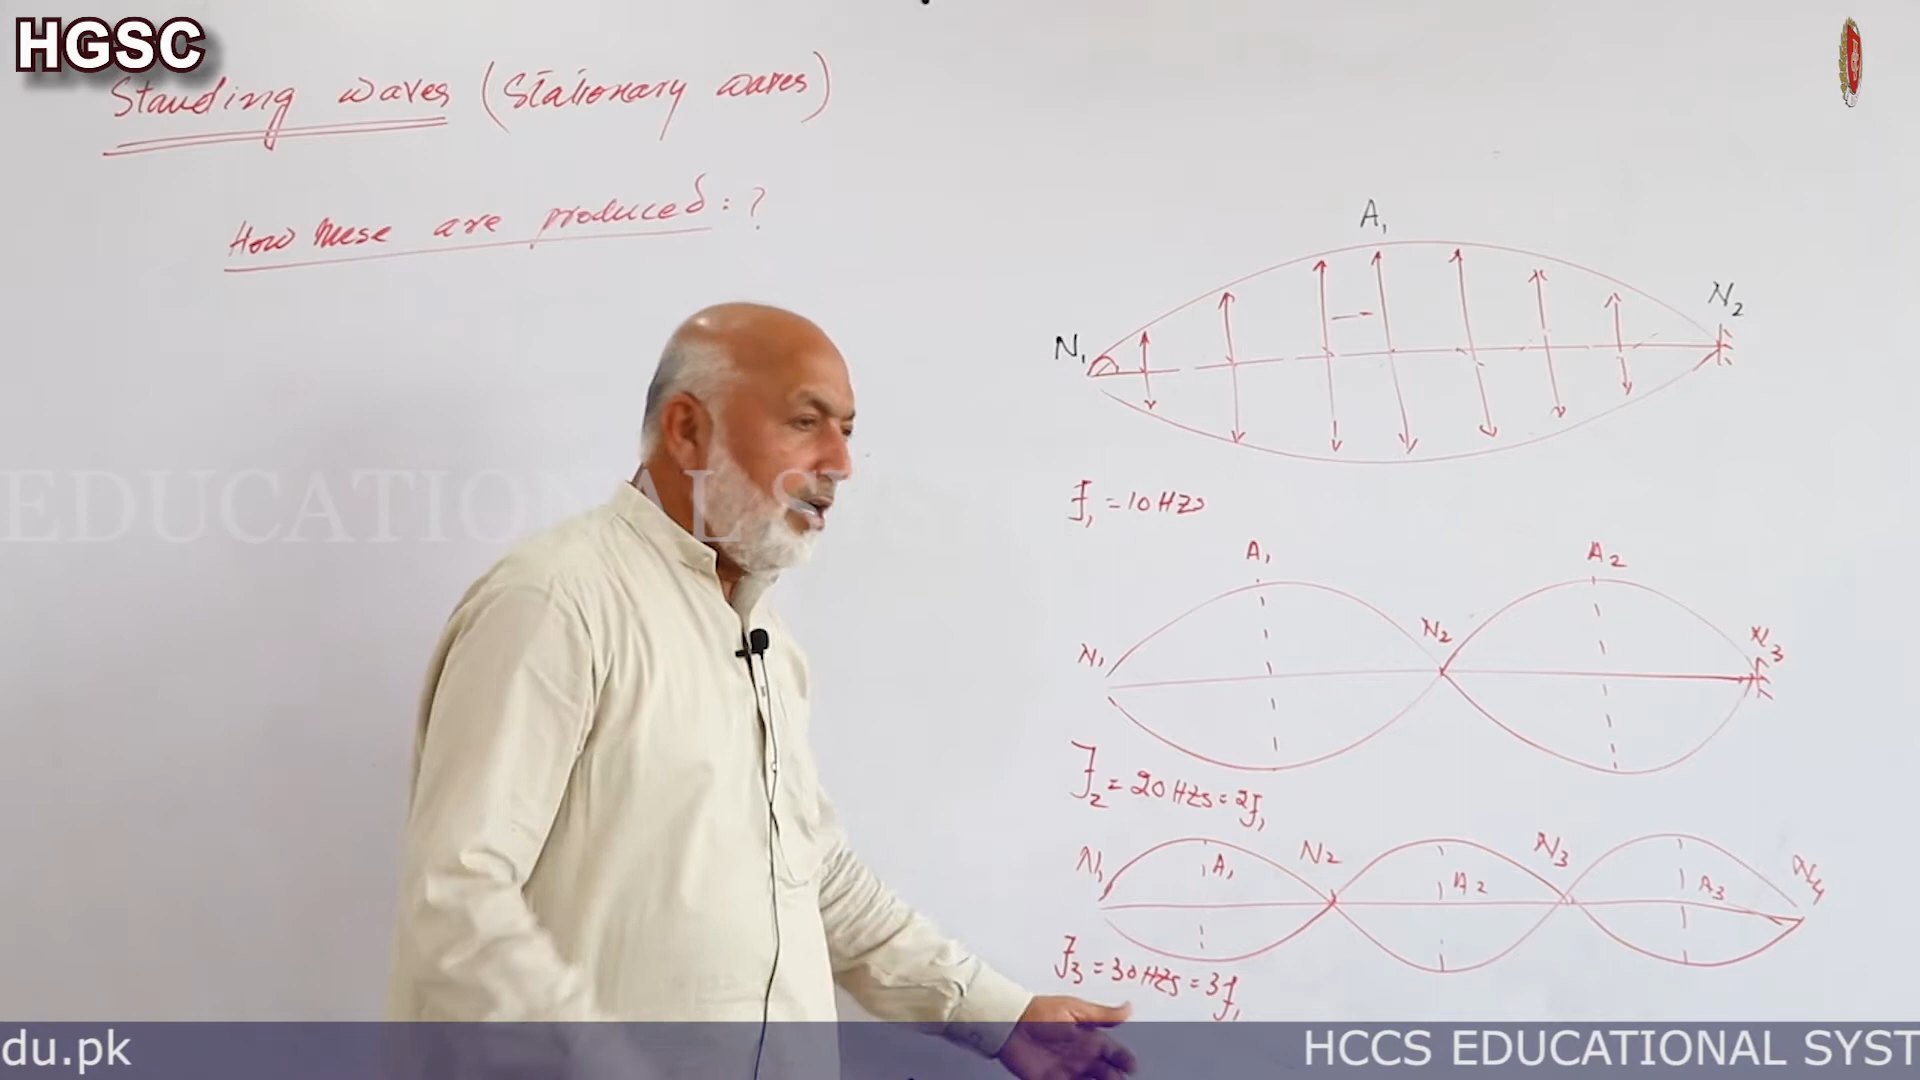 HGSC
Standing waves (Stationary waves)
How these are produced : ?
A₁
N₂
N₁
f₁ = 10 HZs
A₁ A₂
N₁ N₂ N₃
f₂ = 20 HZs = 2f₁
N₁ A₁ N₂ A₂ N₃ A₃ N₄
f₃ = 30 HZs = 3f₁
EDUCATIONAL SYS
du.pk HCCS EDUCATIONAL SYST